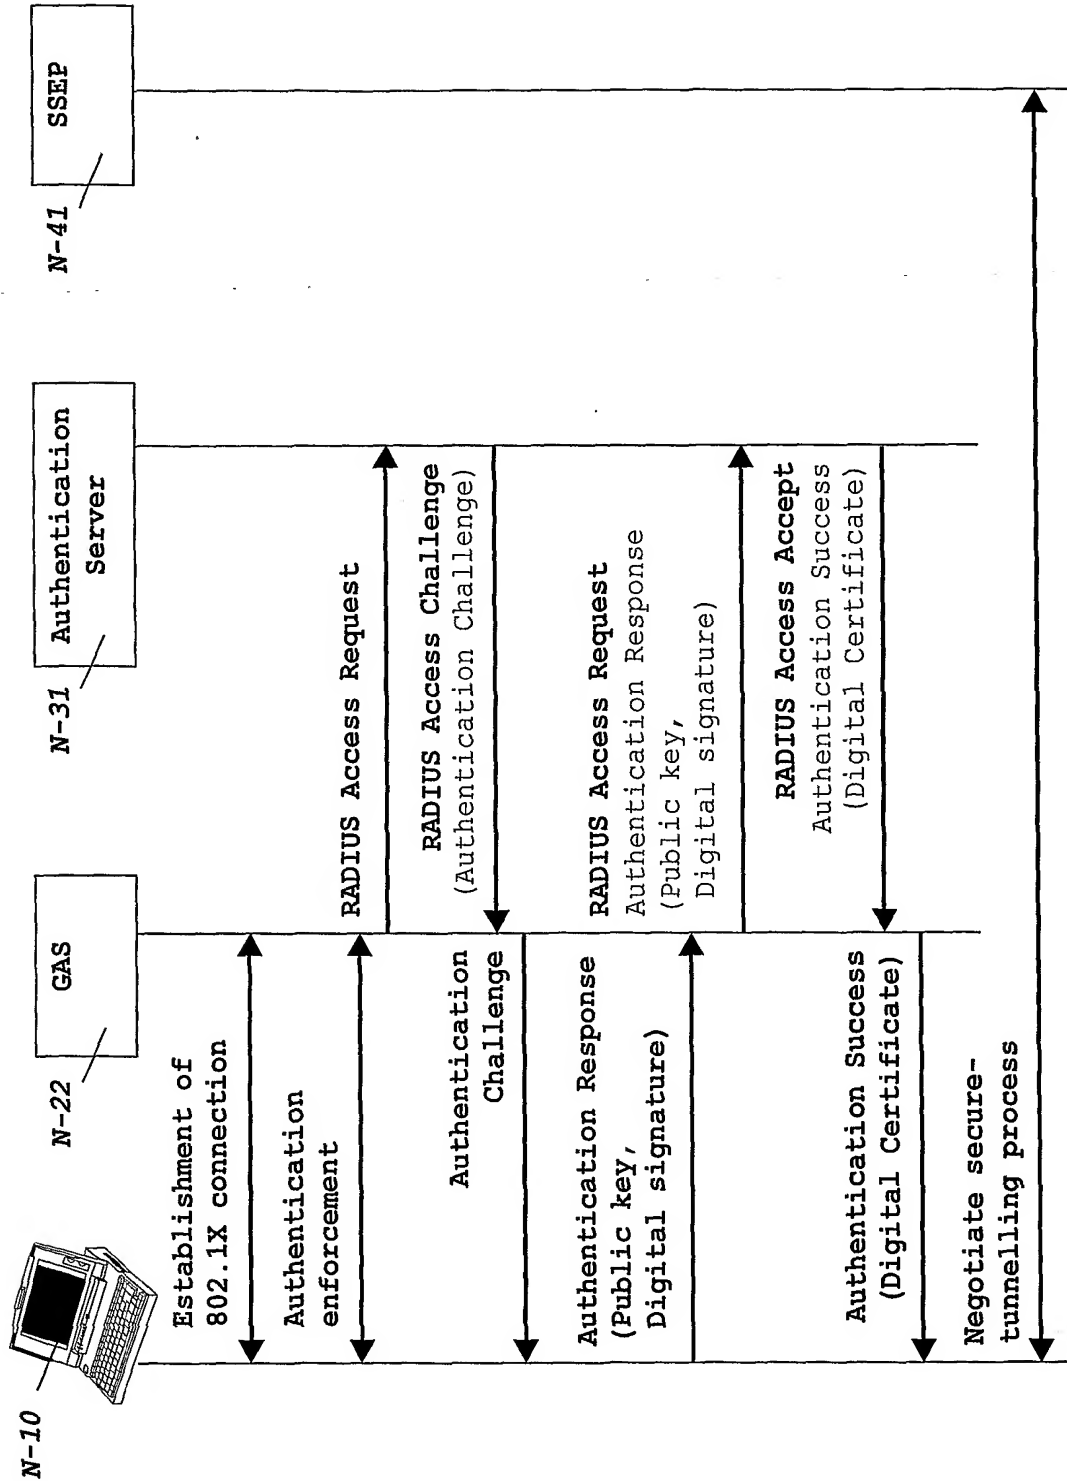 N-10
N-22
GAS
N-31
Authentication
Server
N-41
SSEP
Establishment of
802.1X connection
Authentication
enforcement
RADIUS Access Request
RADIUS Access Challenge
(Authentication Challenge)
Authentication
Challenge
Authentication Response
(Public key,
Digital signature)
RADIUS Access Request
Authentication Response
(Public key,
Digital signature)
RADIUS Access Accept
Authentication Success
(Digital Certificate)
Authentication Success
(Digital Certificate)
Negotiate secure-
tunnelling process